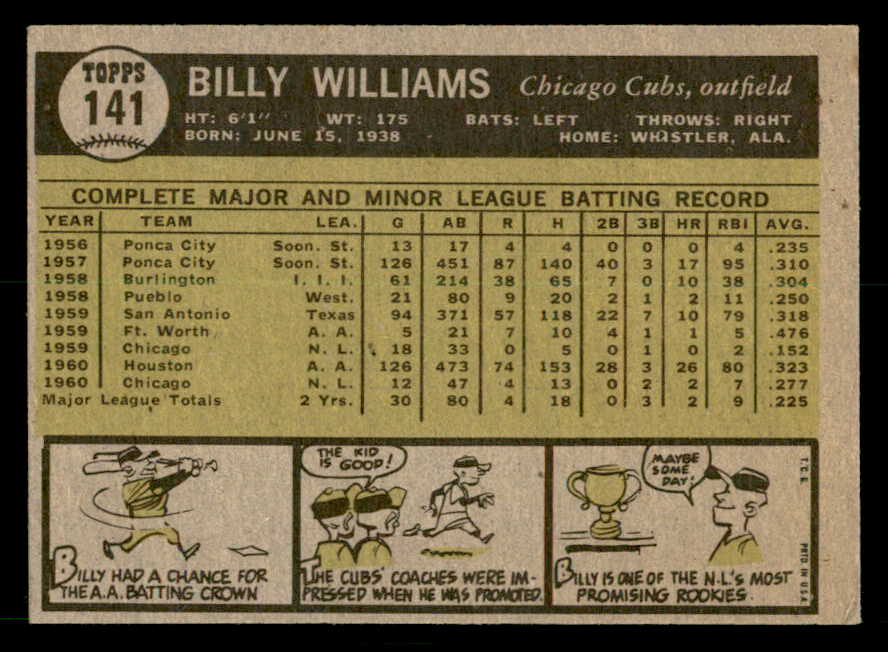 TOPPS
141
BILLY WILLIAMS Chicago Cubs, outfield
HT: 6'1" WT: 175 BATS: LEFT THROWS: RIGHT
BORN: JUNE 15, 1938 HOME: WHISTLER, ALA.
COMPLETE MAJOR AND MINOR LEAGUE BATTING RECORD
YEAR TEAM LEA. G AB R H 2B 3B HR RBI AVG.
1956 Ponca City Soon. St. 13 17 4 4 0 0 0 4 .235
1957 Ponca City Soon. St. 126 451 87 140 40 3 17 95 .310
1958 Burlington I. I. I. 61 214 38 65 7 0 10 38 .304
1958 Pueblo West. 21 80 9 20 2 1 2 11 .250
1959 San Antonio Texas 94 371 57 118 22 7 10 79 .318
1959 Ft. Worth A. A. 5 21 7 10 4 1 1 5 .476
1959 Chicago N. L. 18 33 0 5 0 1 0 2 .152
1960 Houston A. A. 126 473 74 153 28 3 26 80 .323
1960 Chicago N. L. 12 47 4 13 0 2 2 7 .277
Major League Totals 2 Yrs. 30 80 4 18 0 3 2 9 .225
BILLY HAD A CHANCE FOR
THE A.A. BATTING CROWN
THE KID
IS GOOD!
THE CUBS' COACHES WERE IM-
PRESSED WHEN HE WAS PROMOTED.
MAYBE
SOME
DAY!
BILLY IS ONE OF THE N.L'S MOST
PROMISING ROOKIES.
T.C.G.
PRTD. IN U.S.A.